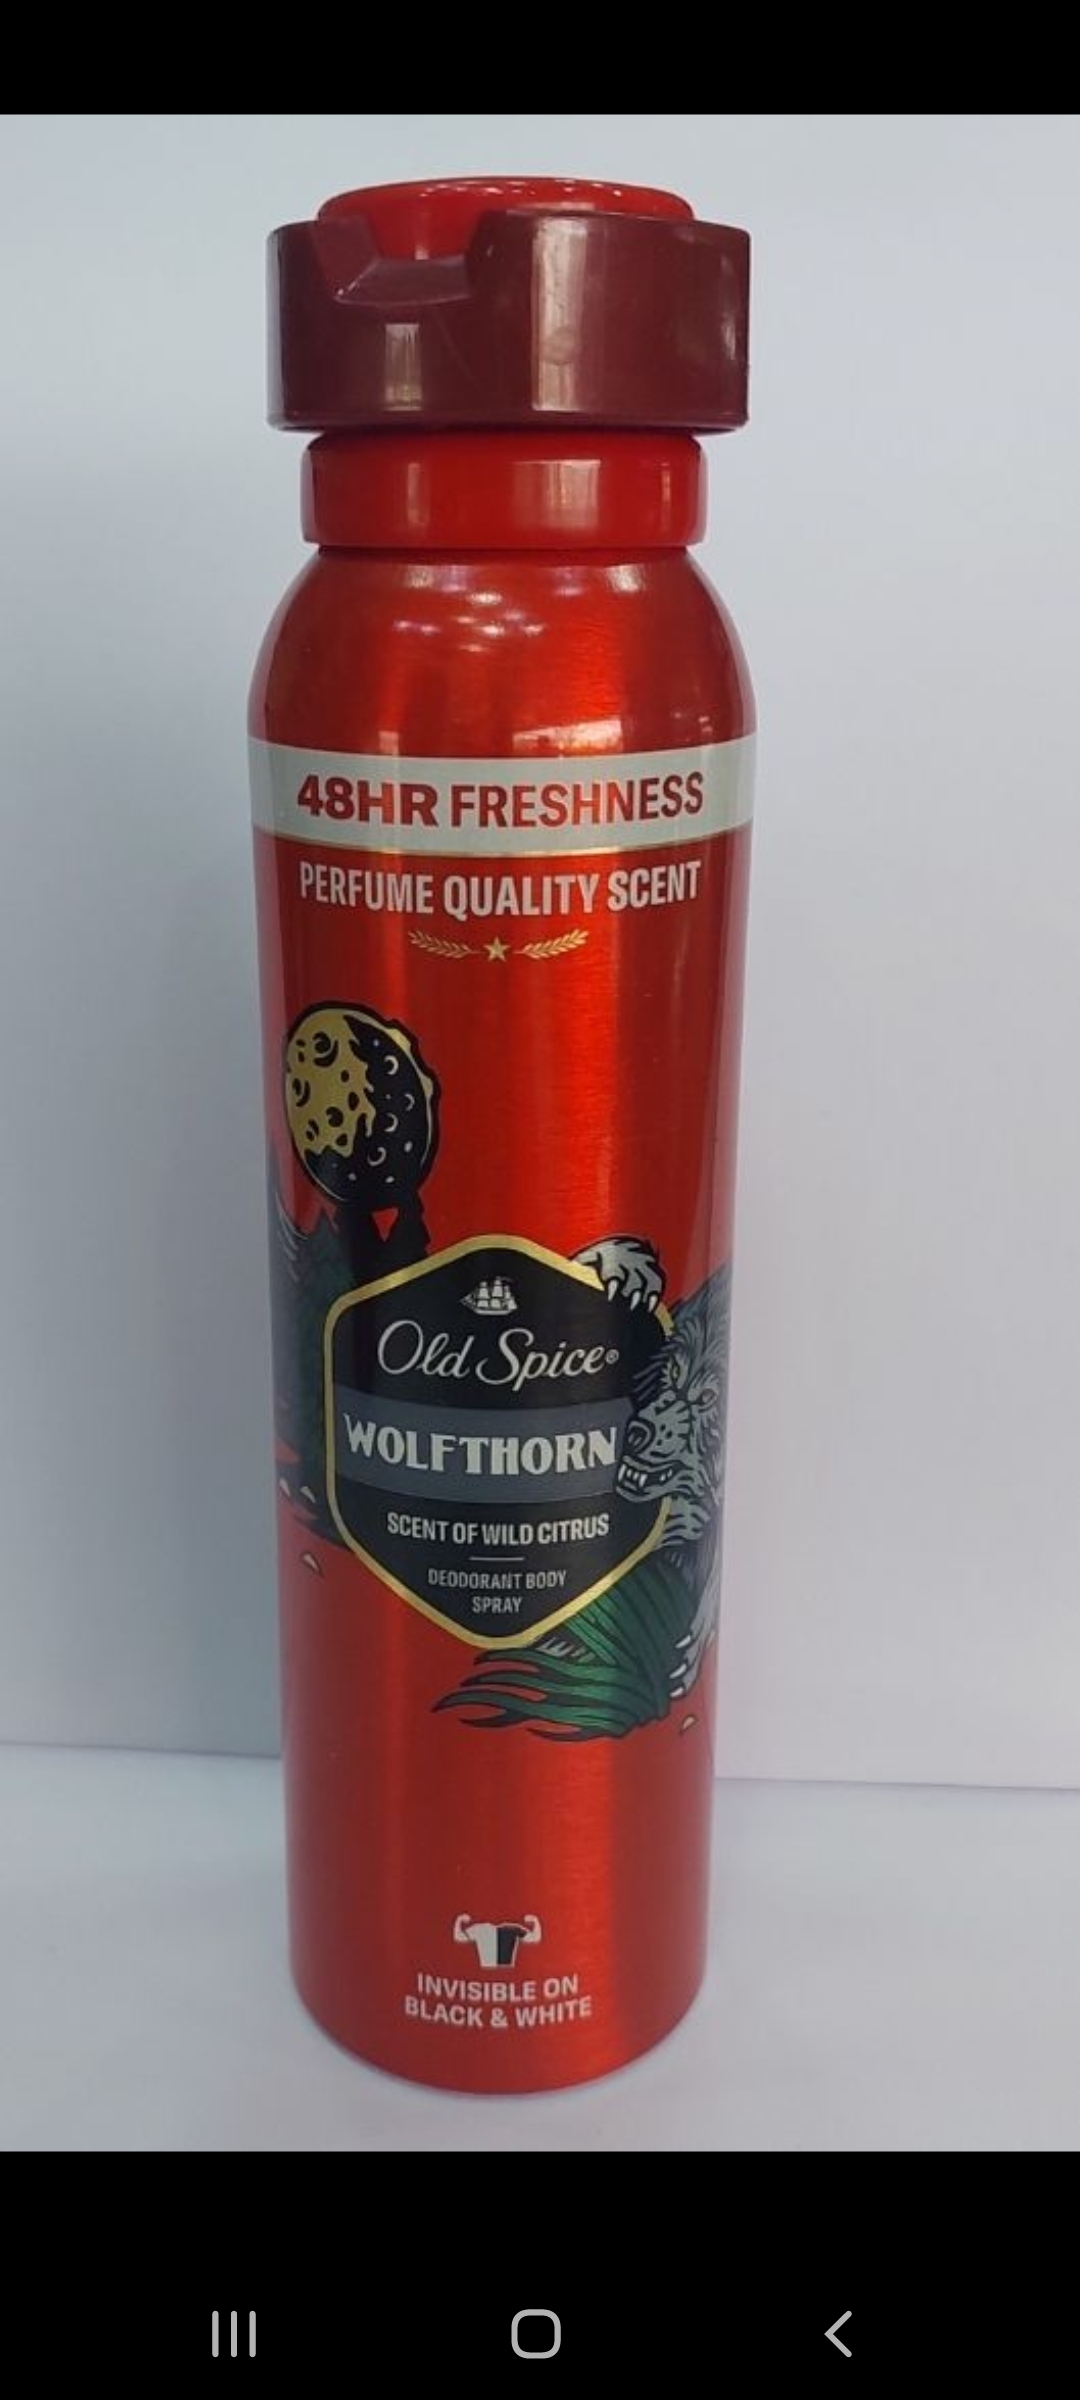 48HR FRESHNESS
PERFUME QUALITY SCENT
Old Spice®
WOLFTHORN
SCENT OF WILD CITRUS
DEODORANT BODY
SPRAY
INVISIBLE ON
BLACK & WHITE